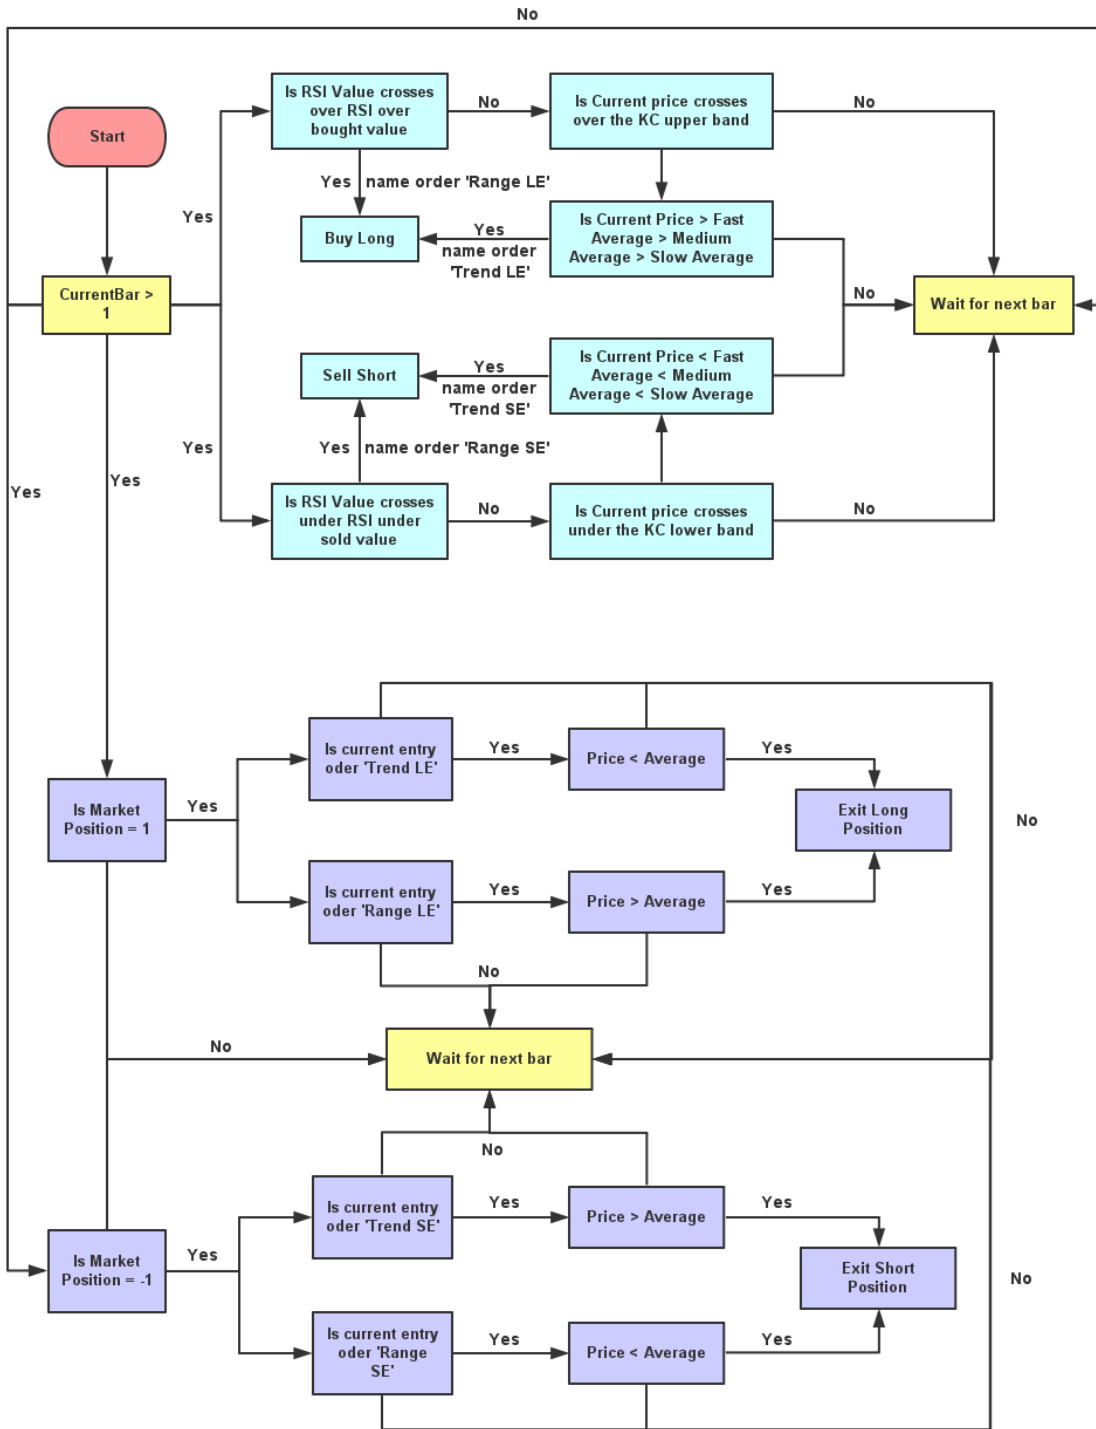 No
Start
Is RSI Value crosses
over RSI over
bought value
No
Is Current price crosses
over the KC upper band
No
Yes
Yes
name order 'Range LE'
Buy Long
Yes
name order
'Trend LE'
Is Current Price > Fast
Average > Medium
Average > Slow Average
CurrentBar >
1
No
Wait for next bar
Sell Short
Yes
name order
'Trend SE'
Is Current Price < Fast
Average < Medium
Average < Slow Average
Yes
Yes
name order 'Range SE'
Yes
Yes
Is RSI Value crosses
under RSI under
sold value
No
Is Current price crosses
under the KC lower band
No
Is current entry
oder 'Trend LE'
Yes
Price < Average
Yes
Is Market
Position = 1
Yes
Exit Long
Position
No
Is current entry
oder 'Range LE'
Yes
Price > Average
Yes
No
No
Wait for next bar
No
Is current entry
oder 'Trend SE'
Yes
Price > Average
Yes
Is Market
Position = -1
Yes
Exit Short
Position
No
Is current entry
oder 'Range
SE'
Yes
Price < Average
Yes